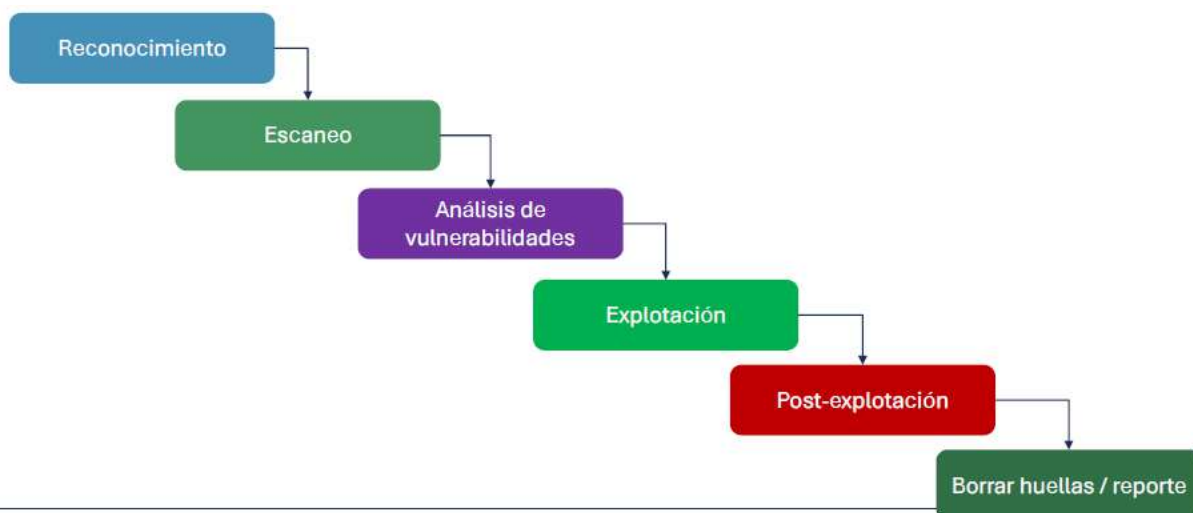 Reconocimiento
Escaneo
Análisis de
vulnerabilidades
Explotación
Post-explotación
Borrar huellas / reporte